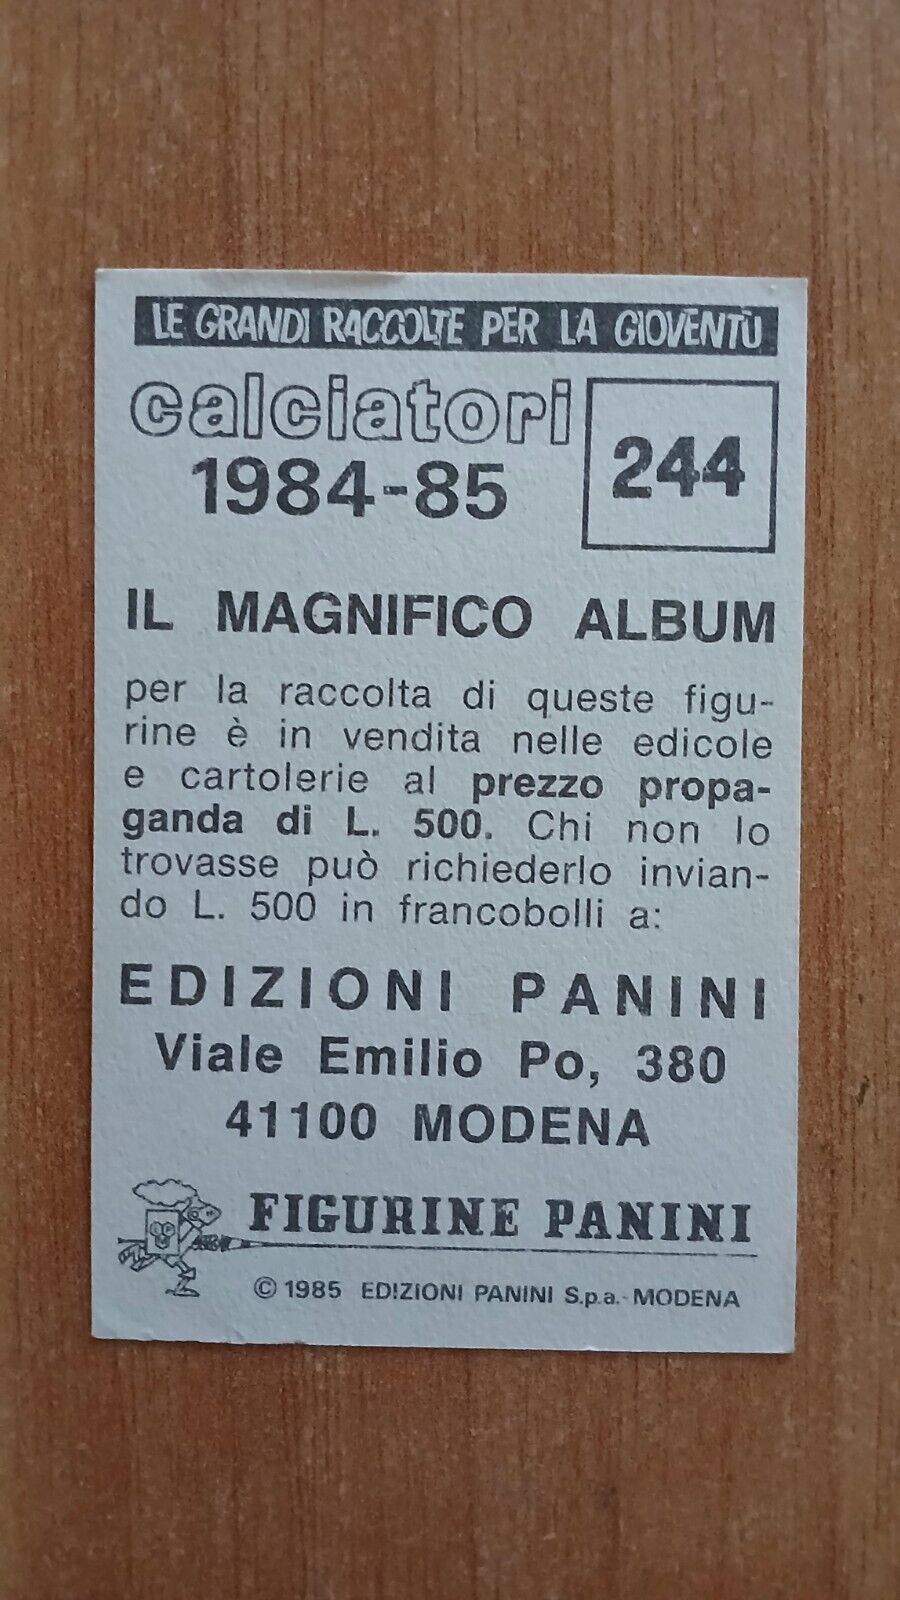 LE GRANDI RACCOLTE PER LA GIOVENTÙ
calciatori
1984-85
244
IL MAGNIFICO ALBUM
per la raccolta di queste figu-
rine è in vendita nelle edicole
e cartolerie al prezzo propa-
ganda di L. 500. Chi non lo
trovasse può richiederlo invian-
do L. 500 in francobolli a:
EDIZIONI PANINI
Viale Emilio Po, 380
41100 MODENA
FIGURINE PANINI
© 1985 EDIZIONI PANINI S.p.a. - MODENA